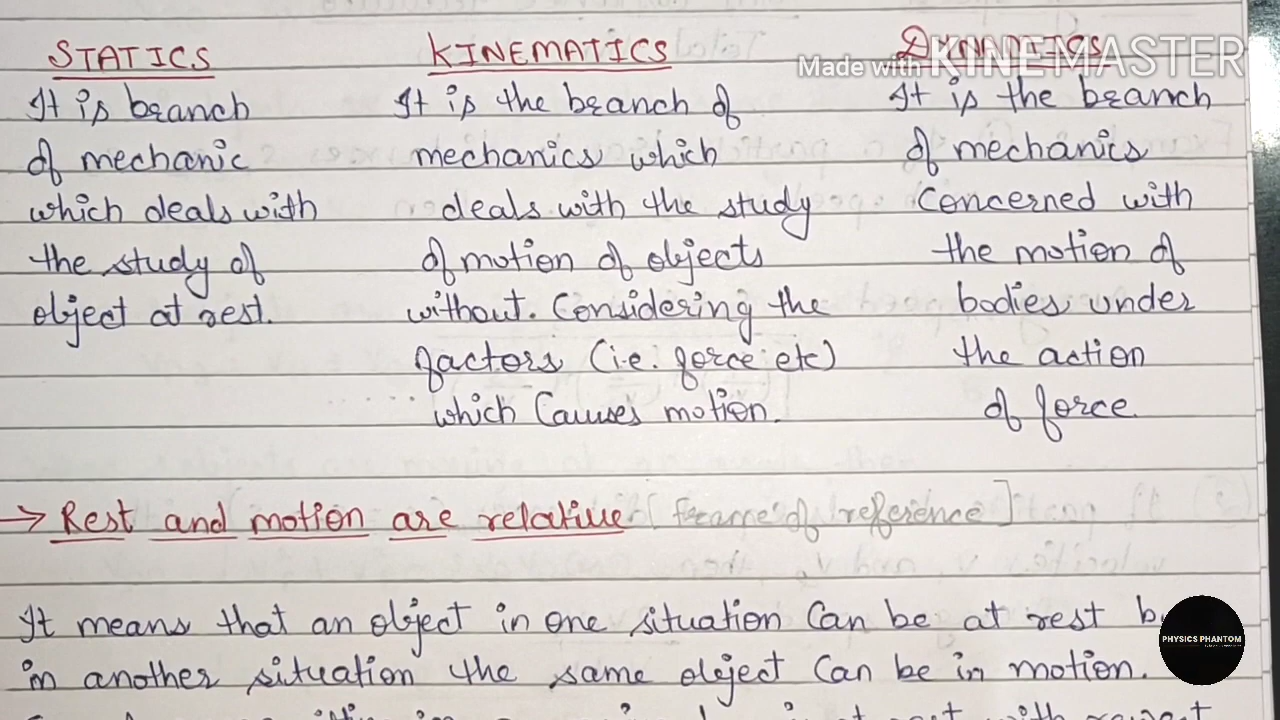 STATICS
It is branch
of mechanic
which deals with
the study of
object at rest.
KINEMATICS
It is the branch of
mechanics which
deals with the study
of motion of objects
without. Considering the
factors (i.e. force etc)
which Causes motion.
DYNAMICS
Made with KINEMASTER
It is the branch
of mechanics
Concerned with
the motion of
bodies under
the action
of force.
→ Rest and motion are relative [Frame of reference]
It means that an object in one situation Can be at rest
in another situation the same object Can be in motion.
PHYSICS PHANTOM